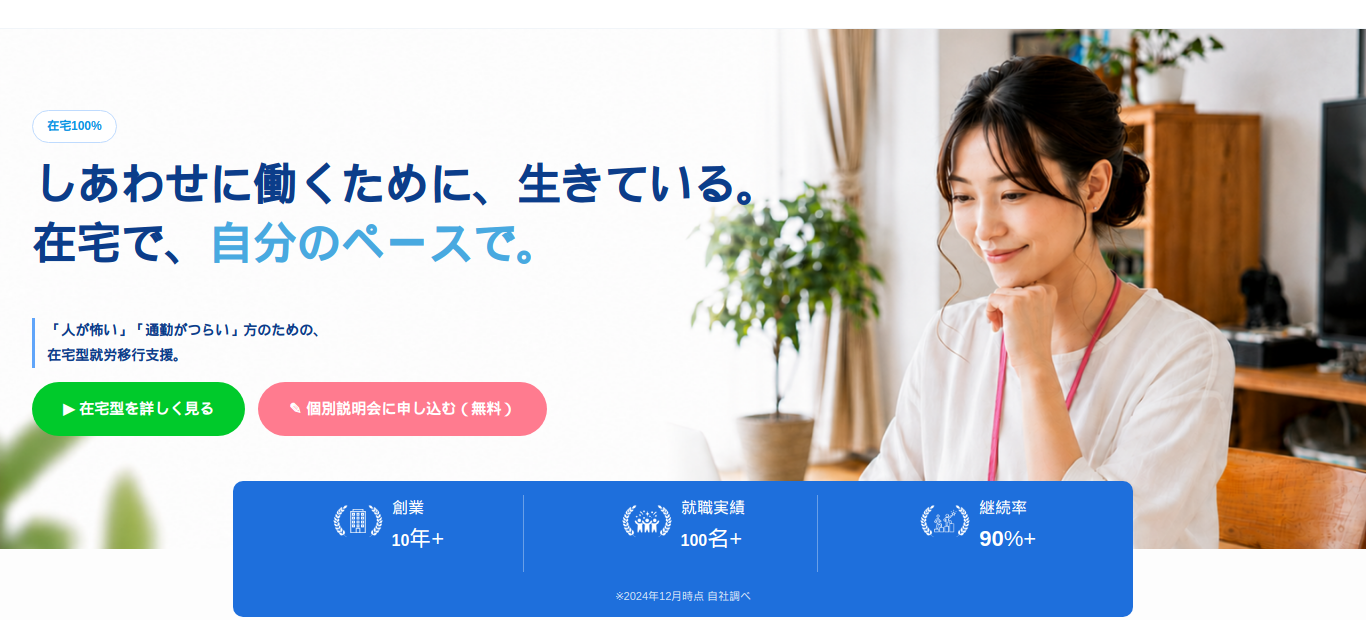 在宅100%
しあわせに働くために、生きている。
在宅で、自分のペースで。
「人が怖い」「通勤がつらい」方のための、
在宅型就労移行支援。
▶ 在宅型を詳しく見る
✎ 個別説明会に申し込む（無料）
創業
10年+
就職実績
100名+
継続率
90%+
※2024年12月時点 自社調べ